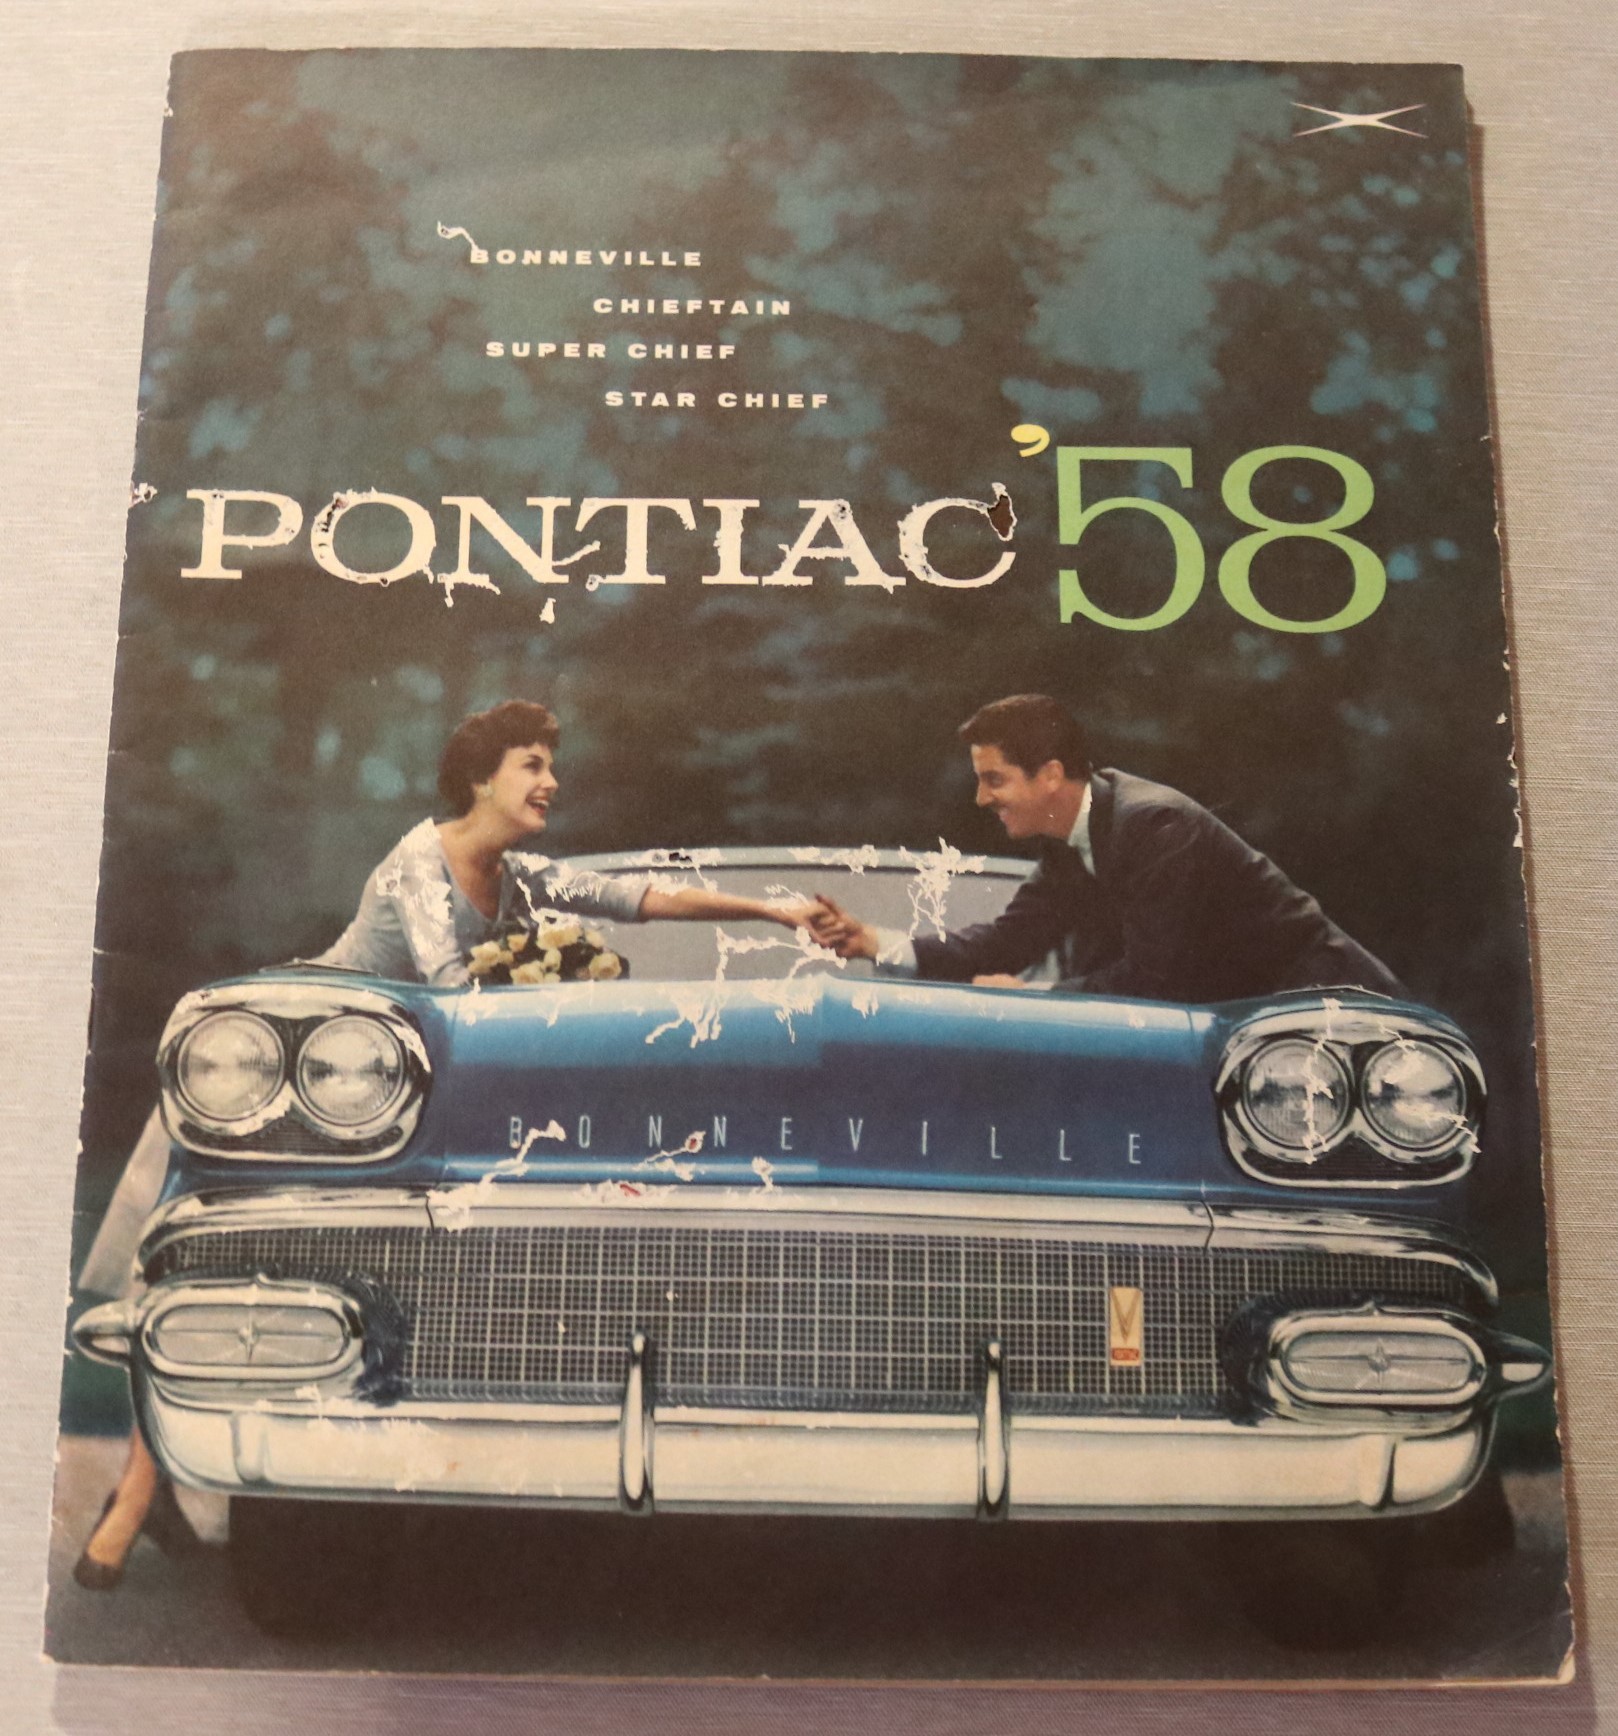 BONNEVILLE
CHIEFTAIN
SUPER CHIEF
STAR CHIEF
PONTIAC '58
BONNEVILLE
V